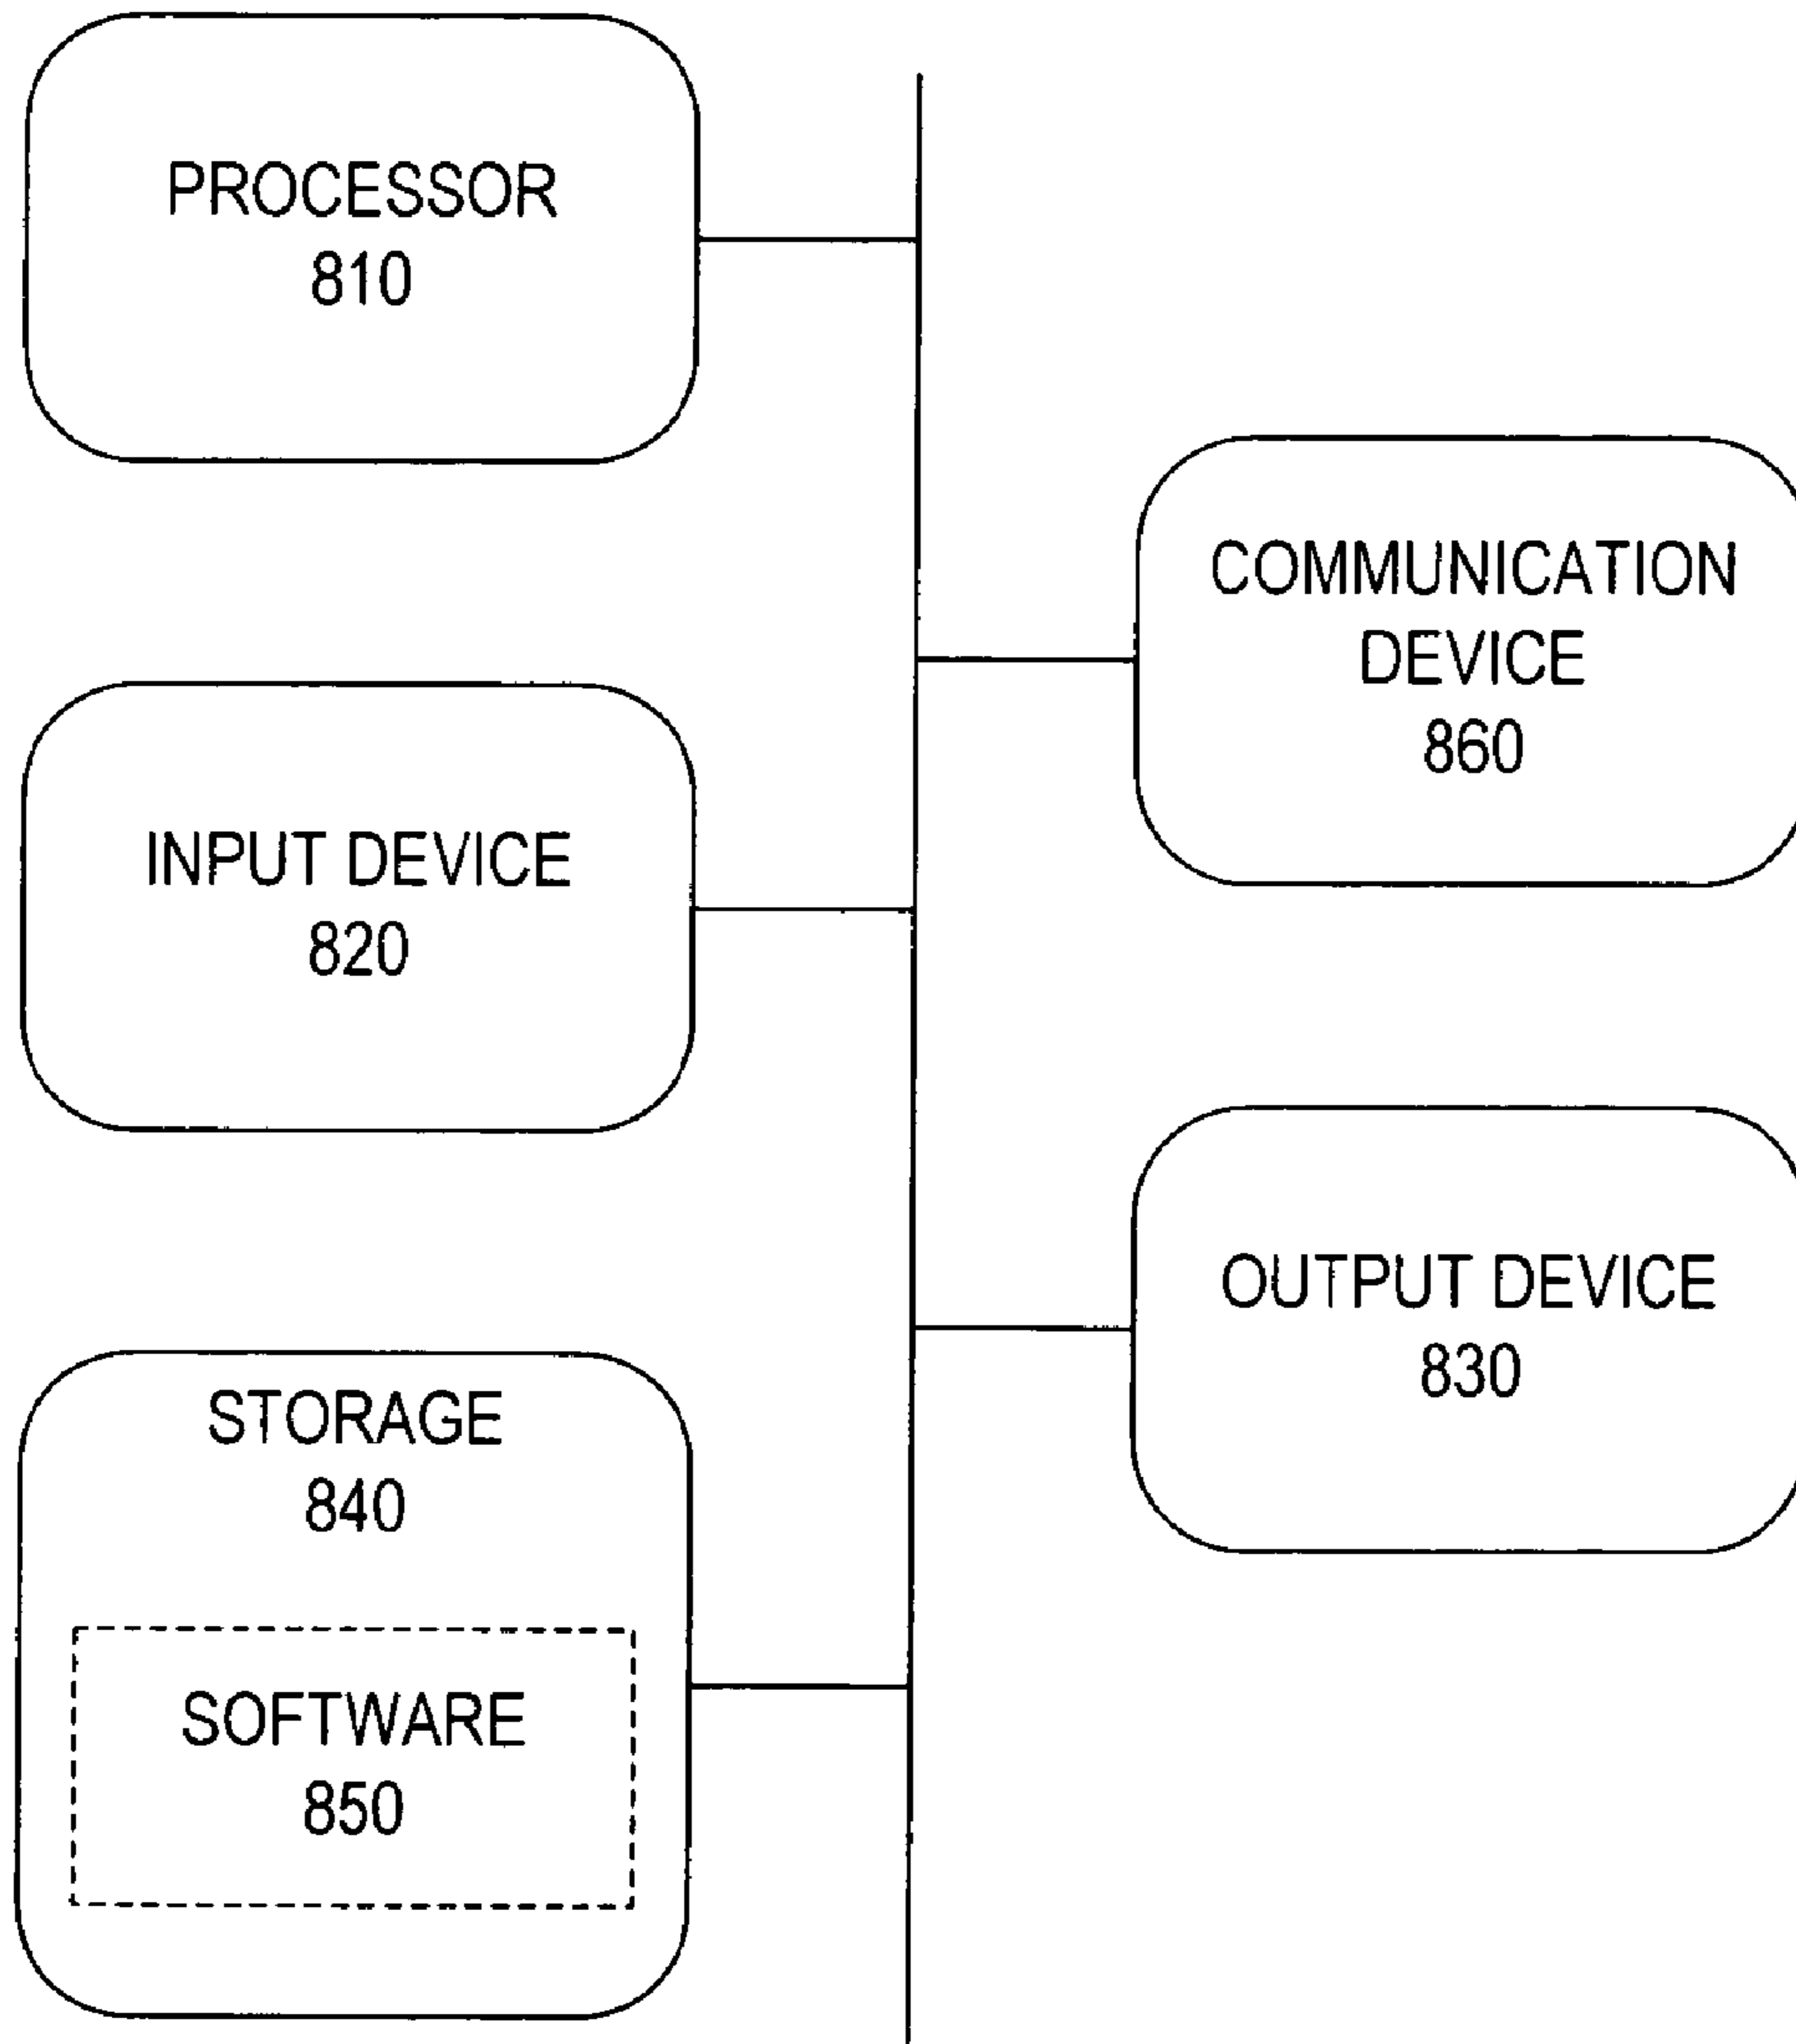 PROCESSOR
810
COMMUNICATION
DEVICE
860
INPUT DEVICE
820
OUTPUT DEVICE
830
STORAGE
840
SOFTWARE
850